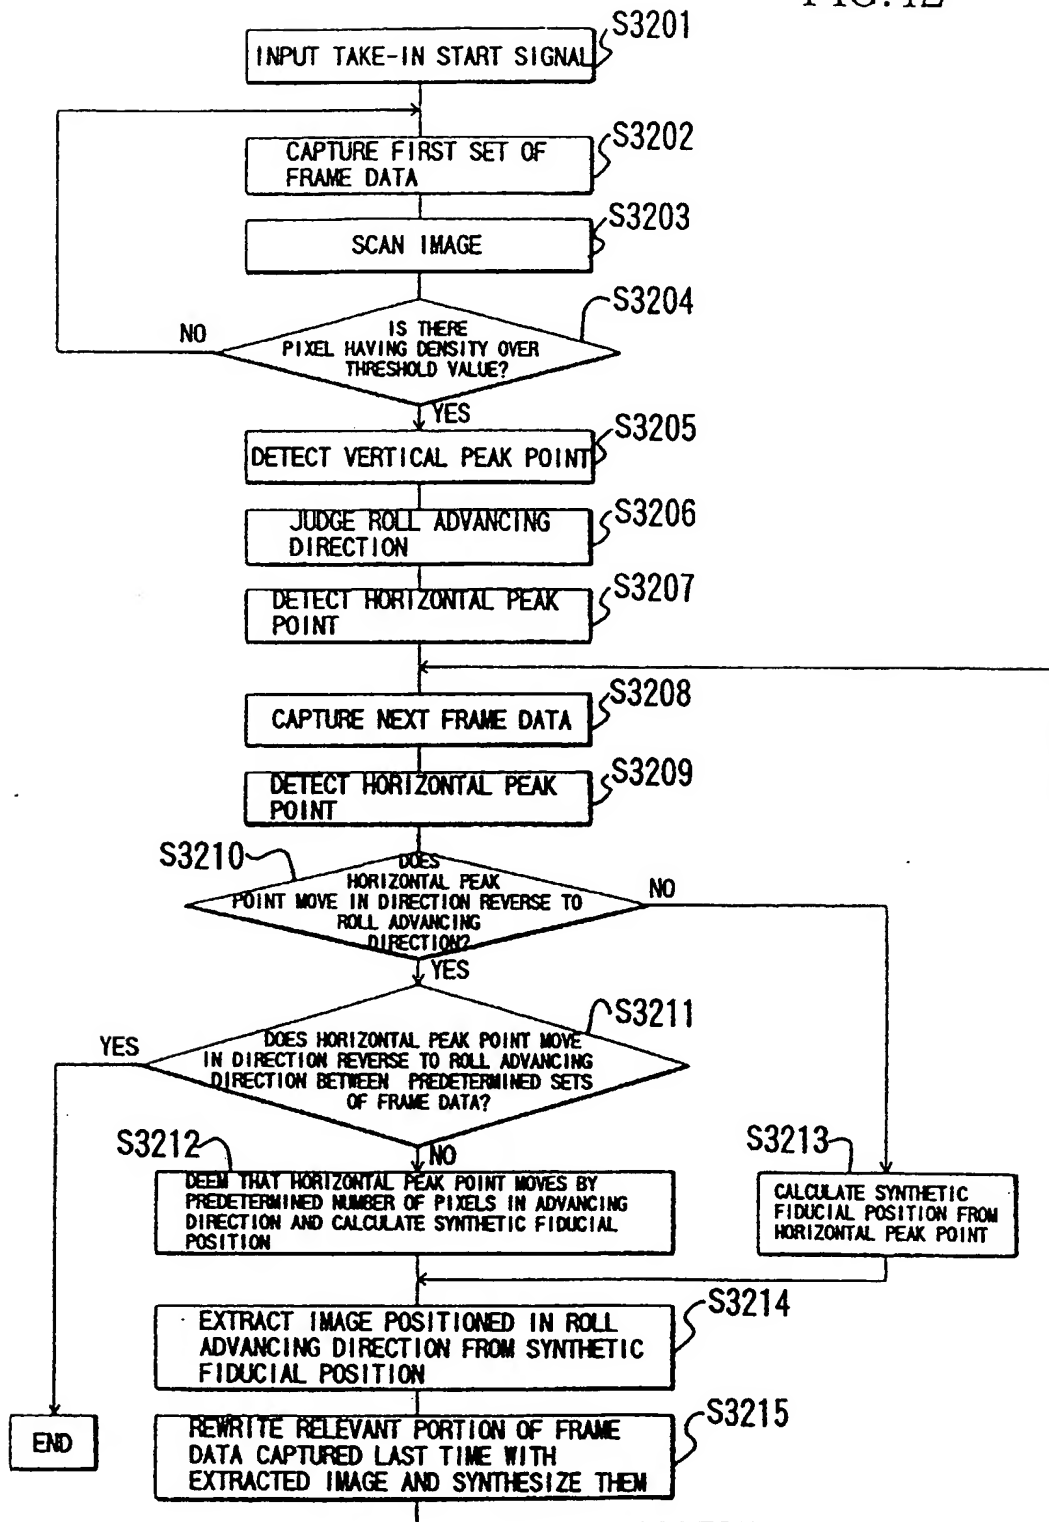 FIG. 12
S3201
INPUT TAKE-IN START SIGNAL
S3202
CAPTURE FIRST SET OF
FRAME DATA
S3203
SCAN IMAGE
S3204
NO
IS THERE
PIXEL HAVING DENSITY OVER
THRESHOLD VALUE?
YES
S3205
DETECT VERTICAL PEAK POINT
S3206
JUDGE ROLL ADVANCING
DIRECTION
S3207
DETECT HORIZONTAL PEAK
POINT
S3208
CAPTURE NEXT FRAME DATA
S3209
DETECT HORIZONTAL PEAK
POINT
S3210
DOES
HORIZONTAL PEAK
POINT MOVE IN DIRECTION REVERSE TO
ROLL ADVANCING
DIRECTION?
NO
YES
S3211
YES
DOES HORIZONTAL PEAK POINT MOVE
IN DIRECTION REVERSE TO ROLL ADVANCING
DIRECTION BETWEEN PREDETERMINED SETS
OF FRAME DATA?
NO
S3212
DEEM THAT HORIZONTAL PEAK POINT MOVES BY
PREDETERMINED NUMBER OF PIXELS IN ADVANCING
DIRECTION AND CALCULATE SYNTHETIC FIDUCIAL
POSITION
S3213
CALCULATE SYNTHETIC
FIDUCIAL POSITION FROM
HORIZONTAL PEAK POINT
S3214
EXTRACT IMAGE POSITIONED IN ROLL
ADVANCING DIRECTION FROM SYNTHETIC
FIDUCIAL POSITION
S3215
REWRITE RELEVANT PORTION OF FRAME
DATA CAPTURED LAST TIME WITH
EXTRACTED IMAGE AND SYNTHESIZE THEM
END